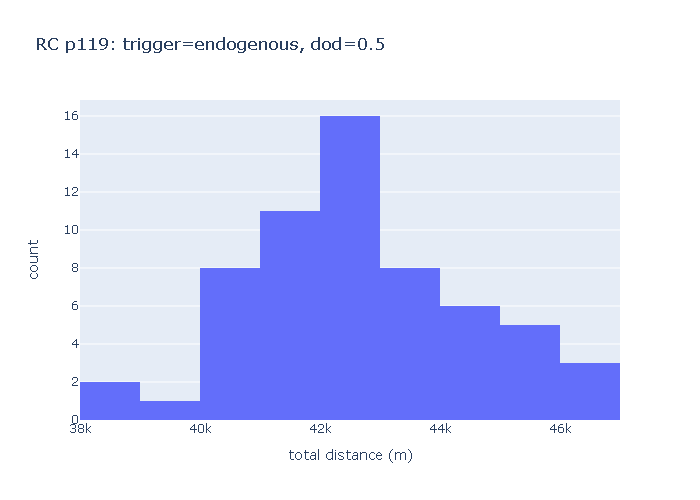 RC p119: trigger=endogenous, dod=0.5
16
14
12
10
8
6
4
2
0
count
38k
40k
42k
44k
46k
total distance (m)